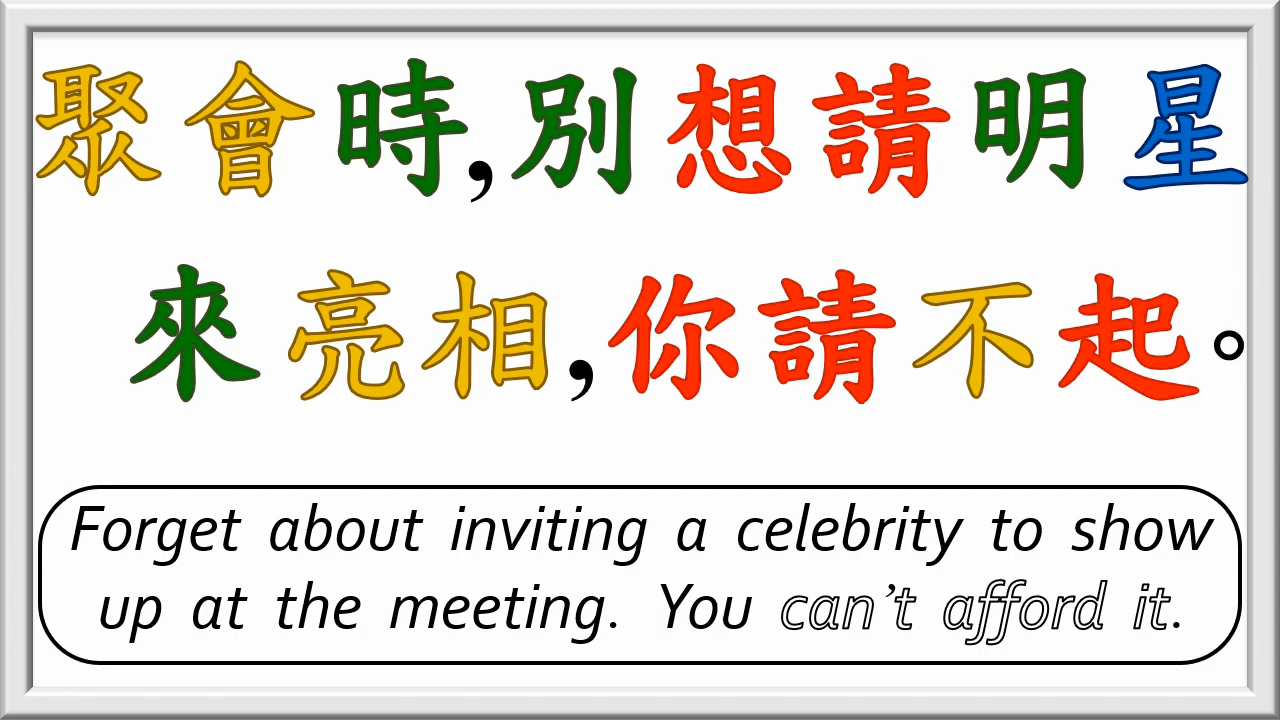 聚會時,別想請明星
來亮相,你請不起。
Forget about inviting a celebrity to show
up at the meeting. You can't afford it.